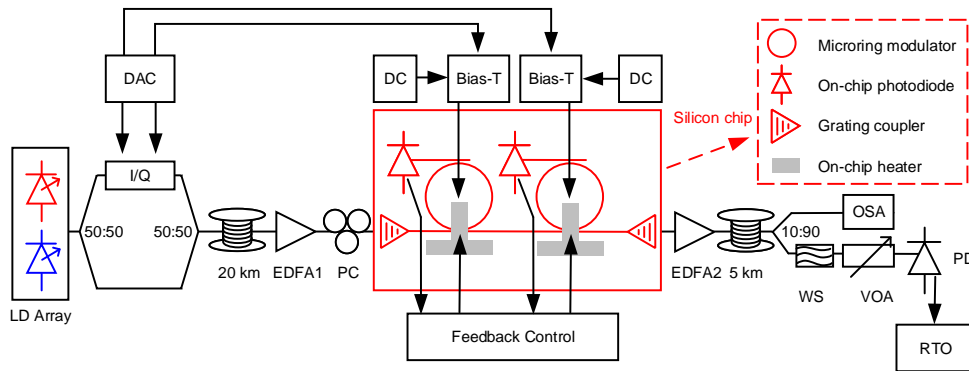 DAC
DC
Bias-T
Bias-T
DC
Microring modulator
On-chip photodiode
Silicon chip
Grating coupler
On-chip heater
I/Q
50:50
50:50
20 km
EDFA1
PC
EDFA2
5 km
10:90
OSA
WS
VOA
PD
LD Array
Feedback Control
RTO